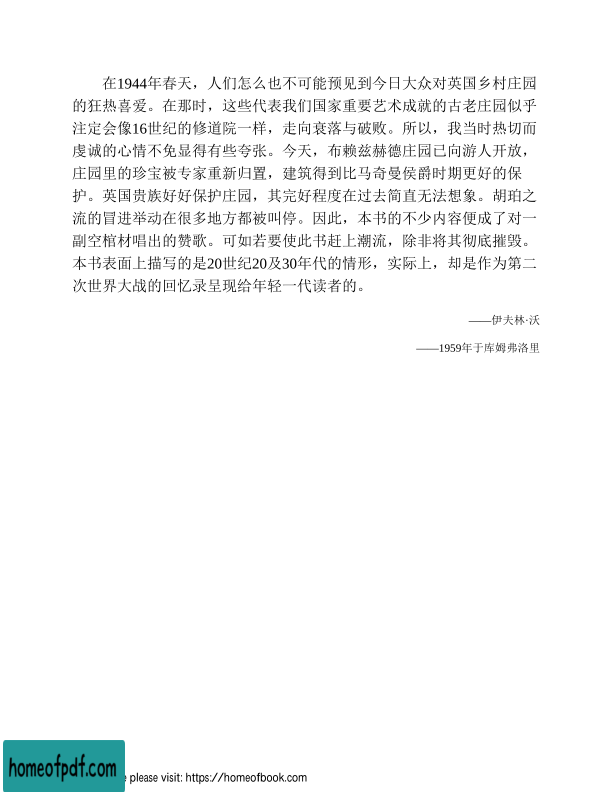 在1944年春天，人们怎么也不可能预见到今日大众对英国乡村庄园
的狂热喜爱。在那时，这些代表我们国家重要艺术成就的古老庄园似乎
注定会像16世纪的修道院一样，走向衰落与破败。所以，我当时热切而
虔诚的心情不免显得有些夸张。今天，布赖兹赫德庄园已向游人开放，
庄园里的珍宝被专家重新归置，建筑得到比马奇曼侯爵时期更好的保
护。英国贵族好好保护庄园，其完好程度在过去简直无法想象。胡珀之
流的冒进举动在很多地方都被叫停。因此，本书的不少内容便成了对一
副空棺材唱出的赞歌。可如若要使此书赶上潮流，除非将其彻底摧毁。
本书表面上描写的是20世纪20及30年代的情形，实际上，却是作为第二
次世界大战的回忆录呈现给年轻一代读者的。
——伊夫林·沃
——1959年于库姆弗洛里
homeofpdf.com
please visit: https://homeofbook.com